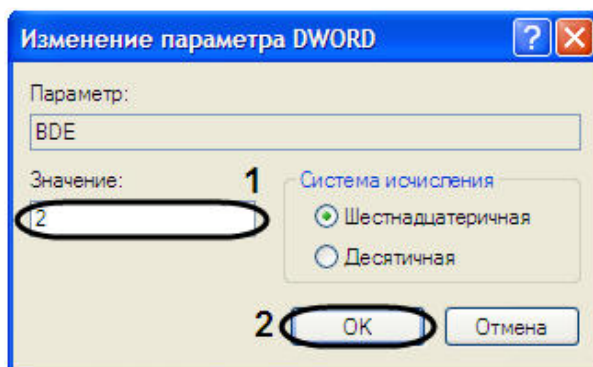 Изменение параметра DWORD
Параметр:
BDE
Значение:
1
Система исчисления
2
Шестнадцатеричная
Десятичная
2
OK
Отмена